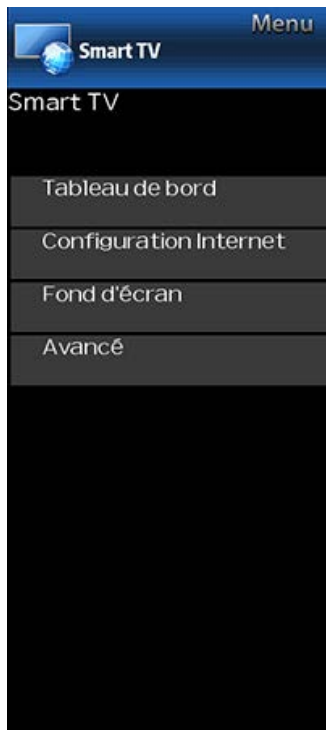 Menu
Smart TV
Smart TV
Tableau de bord
Configuration Internet
Fond d'écran
Avancé